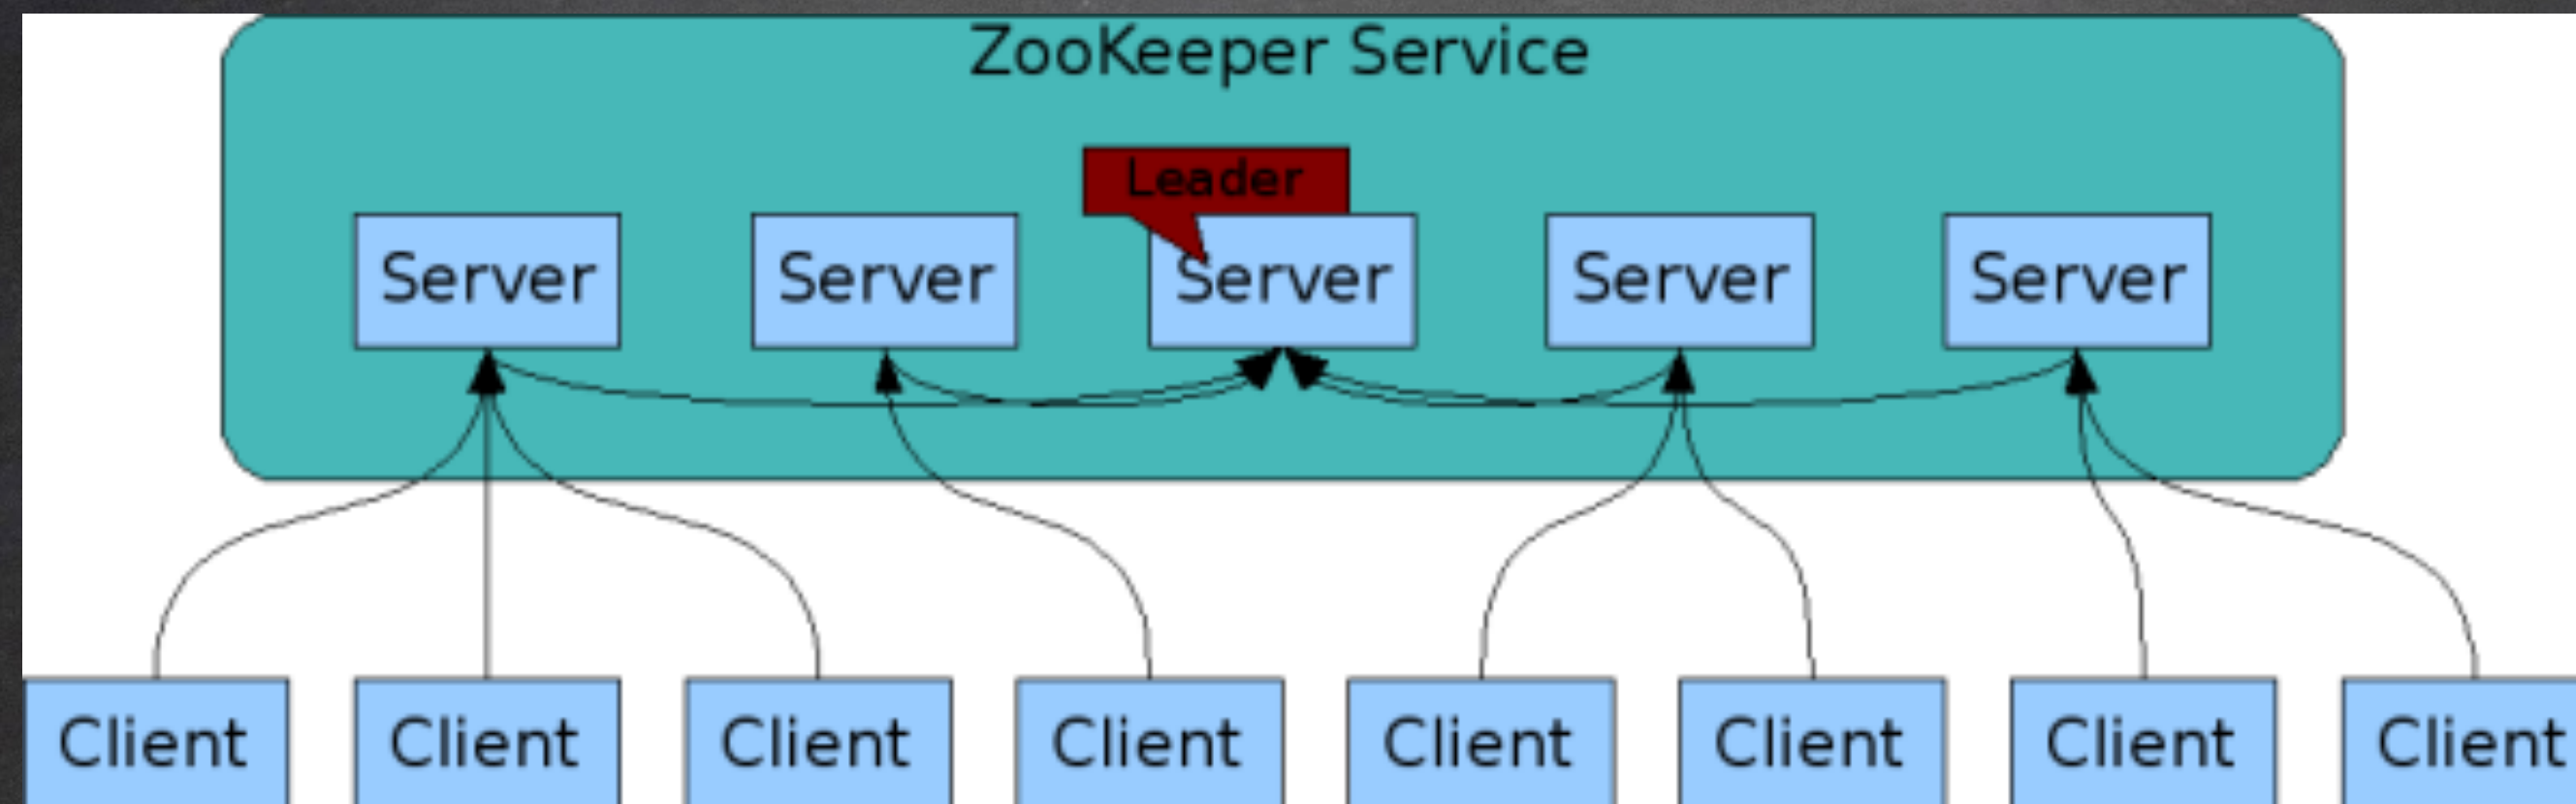 ZooKeeper Service
Leader
Server Server Server Server Server
Client Client Client Client Client Client Client Client